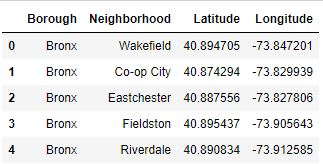 Borough Neighborhood Latitude Longitude
0 Bronx Wakefield 40.894705 -73.847201
1 Bronx Co-op City 40.874294 -73.829939
2 Bronx Eastchester 40.887556 -73.827806
3 Bronx Fieldston 40.895437 -73.905643
4 Bronx Riverdale 40.890834 -73.912585